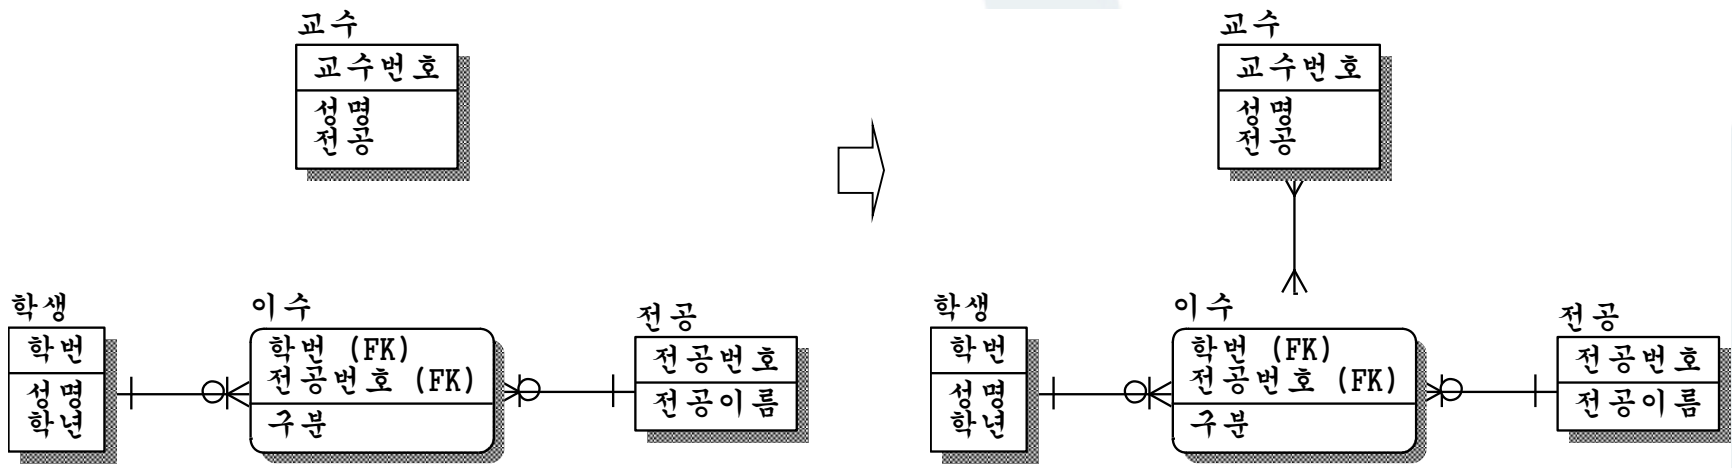 교수
교수번호
성명
전공
학생
학번
성명
학년
이수
학번 (FK)
전공번호 (FK)
구분
전공
전공번호
전공이름
교수
교수번호
성명
전공
학생
학번
성명
학년
이수
학번 (FK)
전공번호 (FK)
구분
전공
전공번호
전공이름